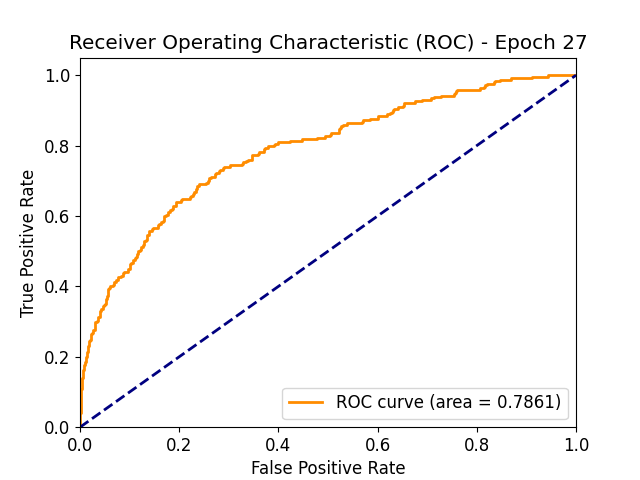 Receiver Operating Characteristic (ROC) - Epoch 27
True Positive Rate
1.0
0.8
0.6
0.4
0.2
0.0
ROC curve (area = 0.7861)
0.0 0.2 0.4 0.6 0.8 1.0
False Positive Rate